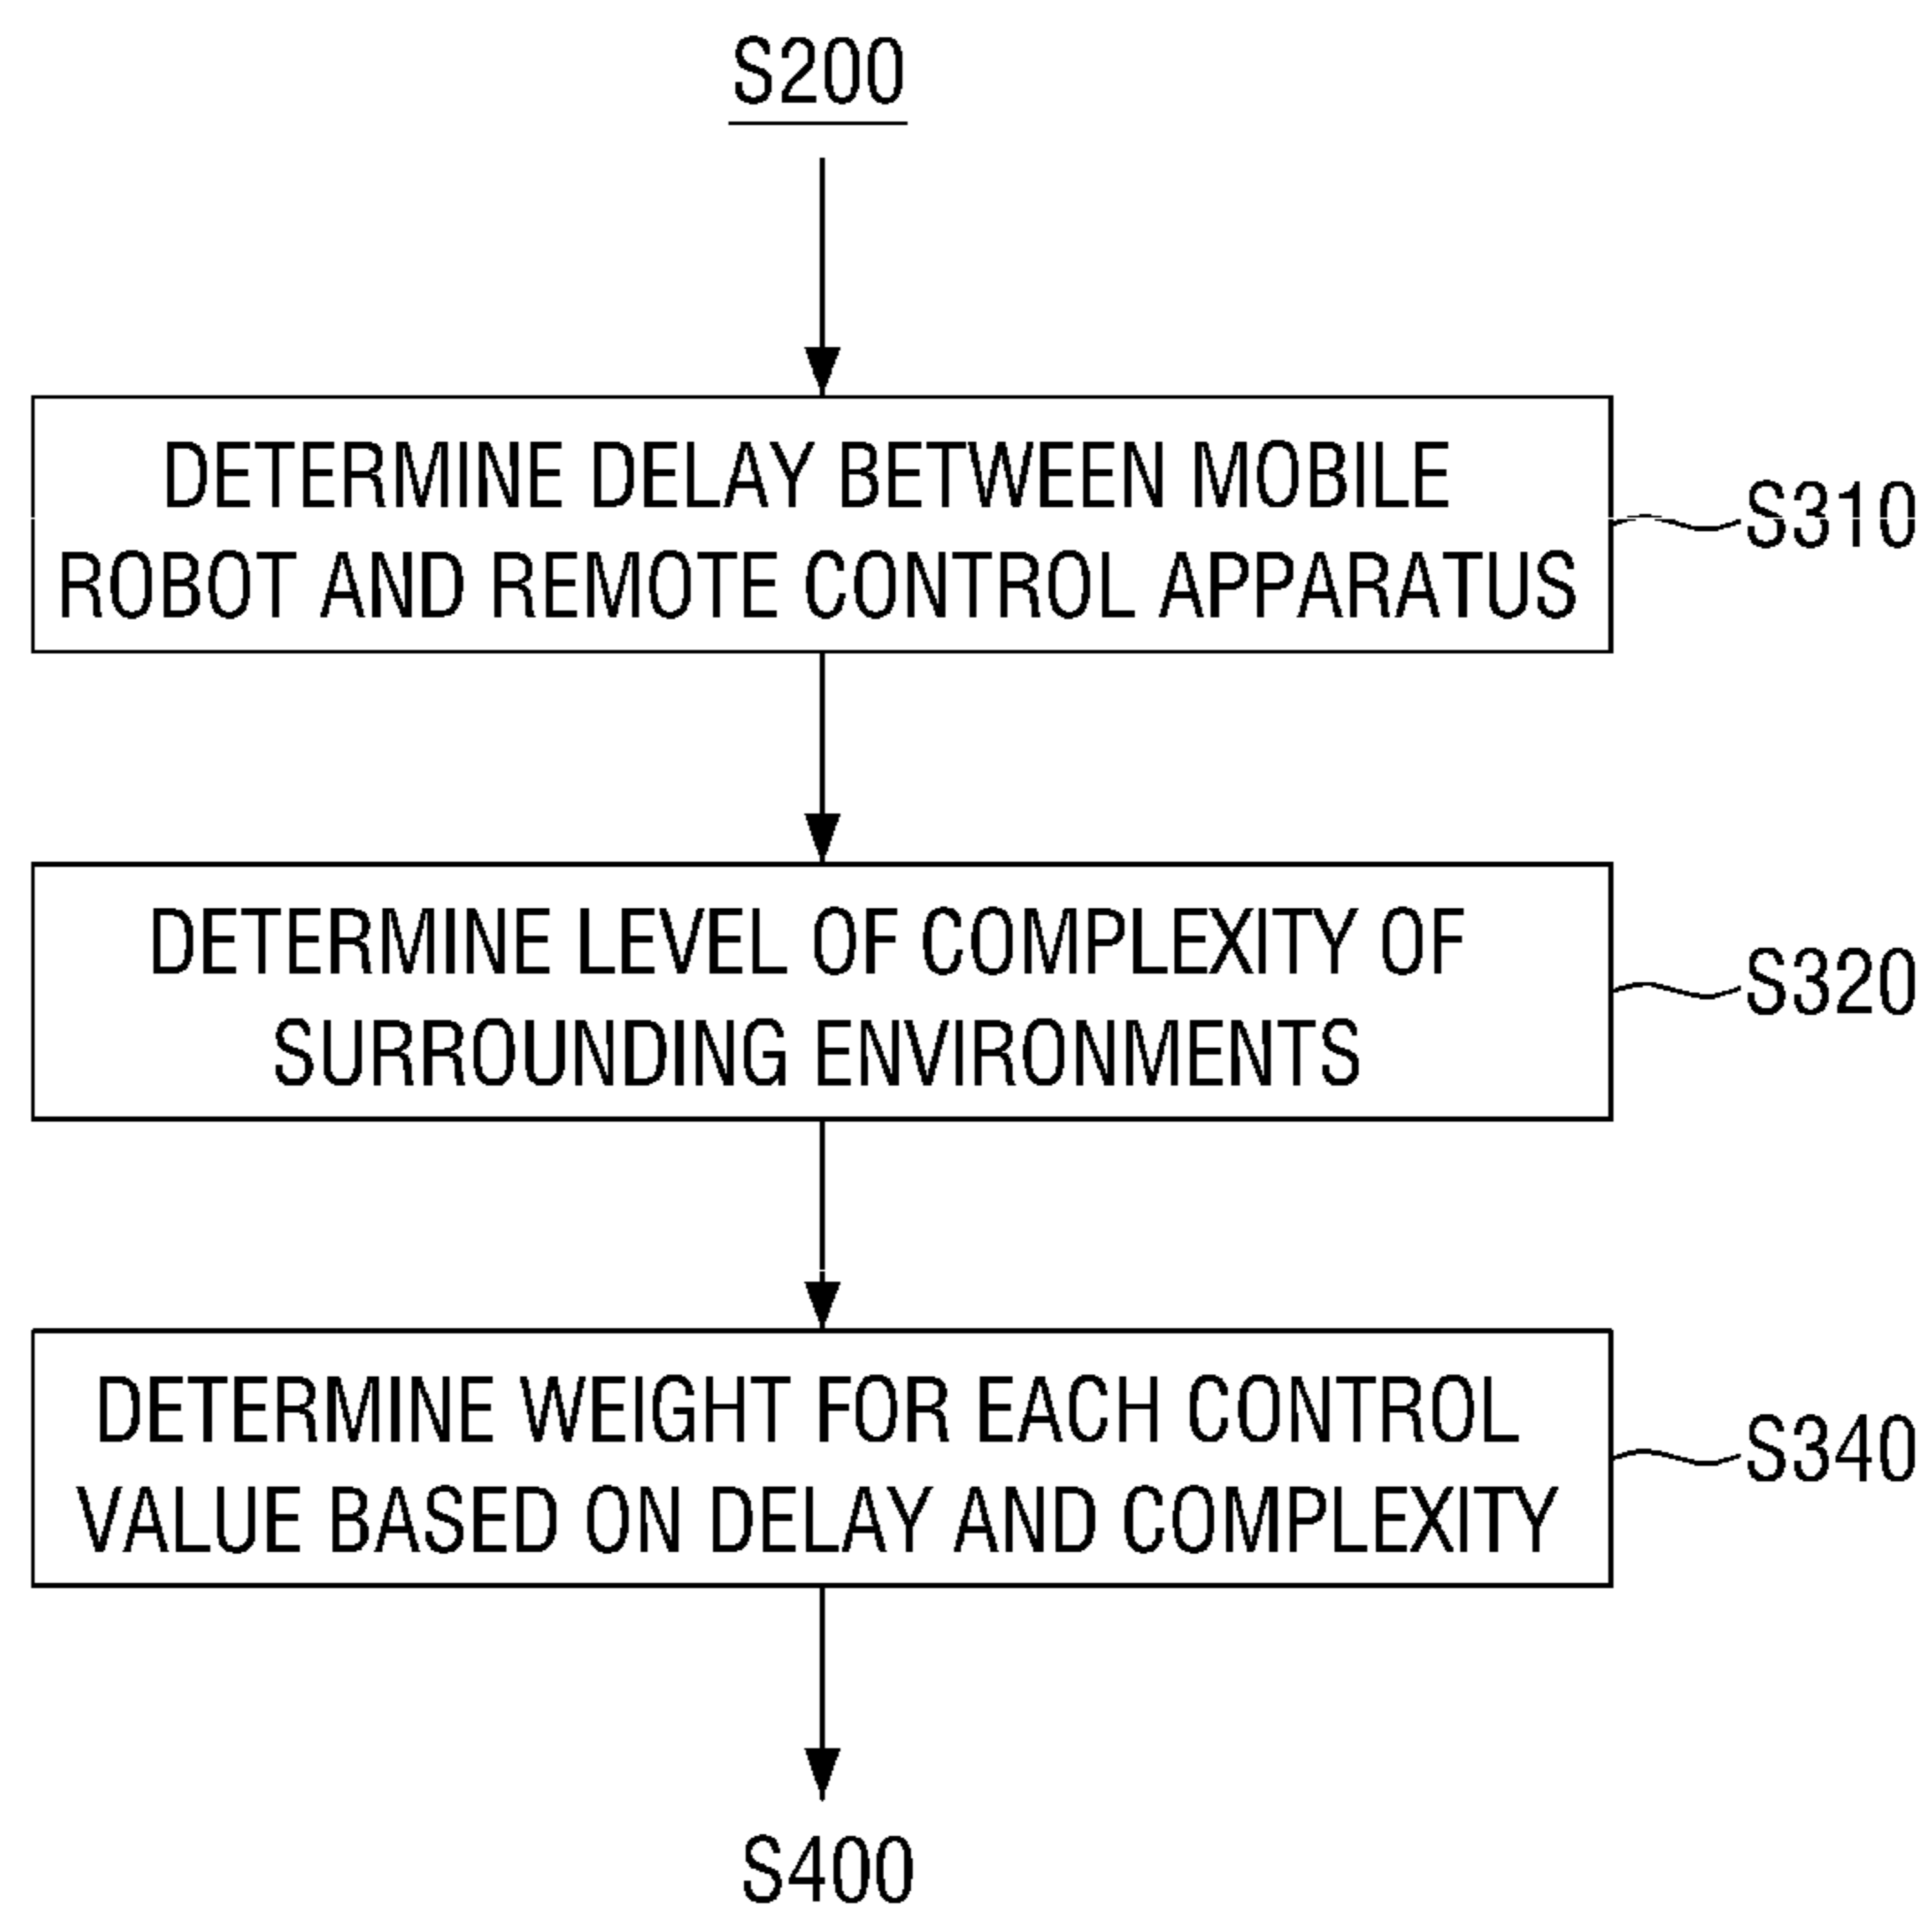 S200
DETERMINE DELAY BETWEEN MOBILE
ROBOT AND REMOTE CONTROL APPARATUS
S310
DETERMINE LEVEL OF COMPLEXITY OF
SURROUNDING ENVIRONMENTS
S320
DETERMINE WEIGHT FOR EACH CONTROL
VALUE BASED ON DELAY AND COMPLEXITY
S340
S400